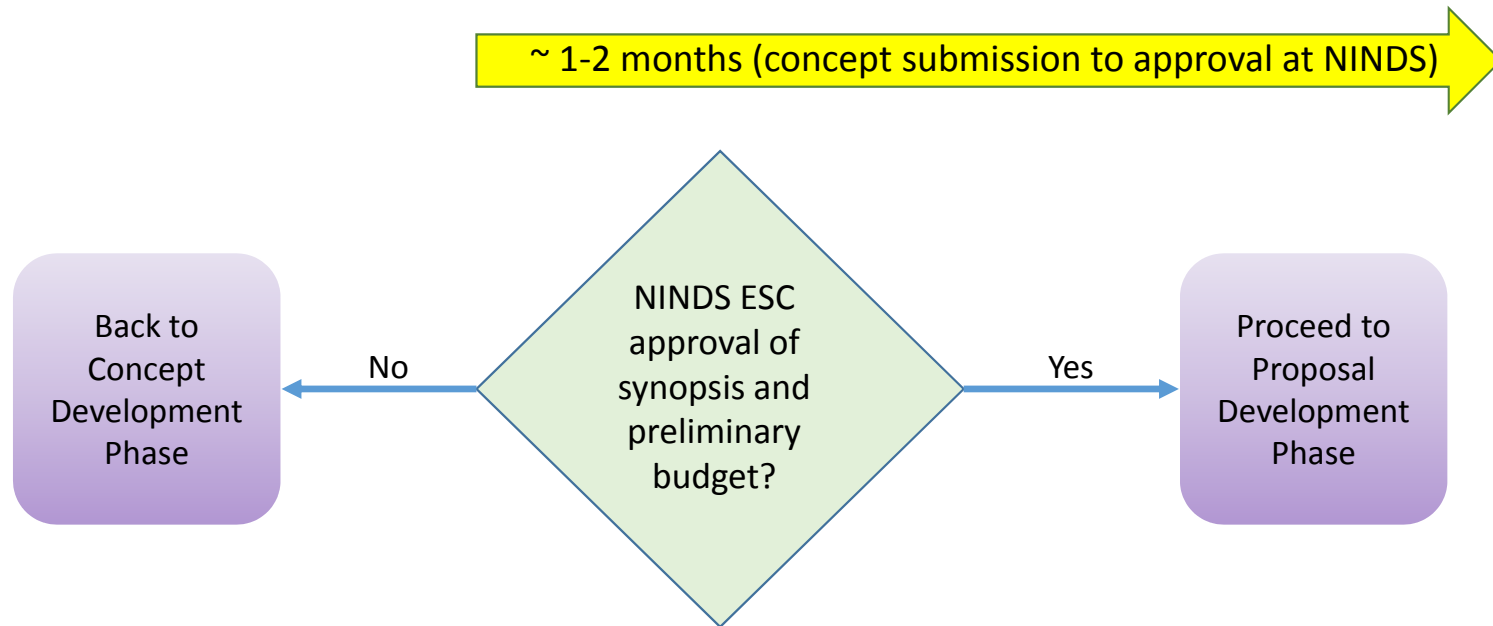 ~ 1-2 months (concept submission to approval at NINDS)
Back to
Concept
Development
Phase
No
NINDS ESC
approval of
synopsis and
preliminary
budget?
Yes
Proceed to
Proposal
Development
Phase